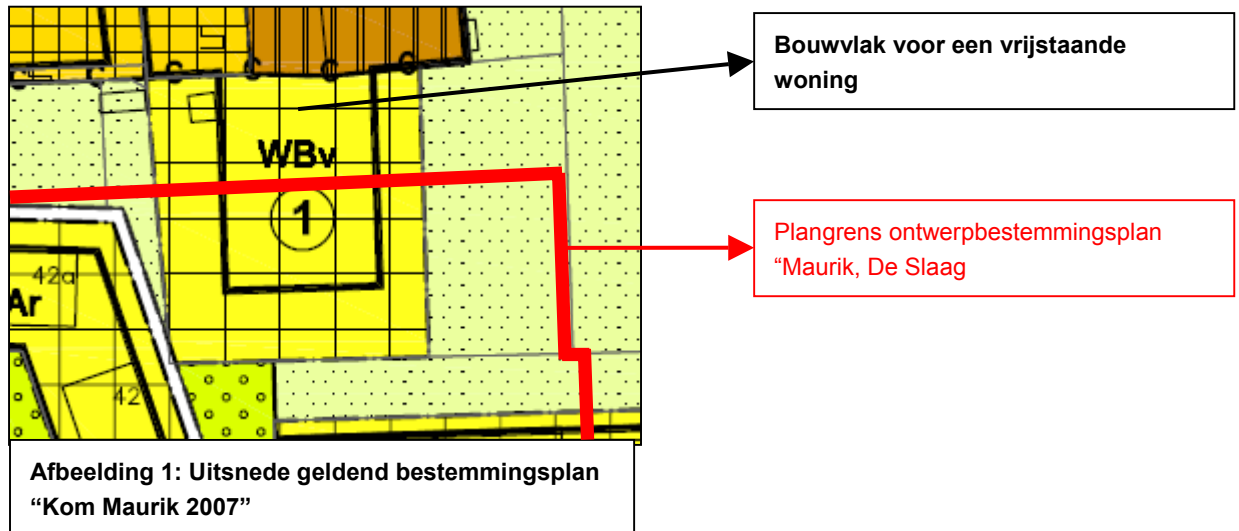 Bouwvlak voor een vrijstaande
woning
WBv
1
Plangrens ontwerpbestemmingsplan
“Maurik, De Slaag
42a
Ar
42
Afbeelding 1: Uitsnede geldend bestemmingsplan
“Kom Maurik 2007”